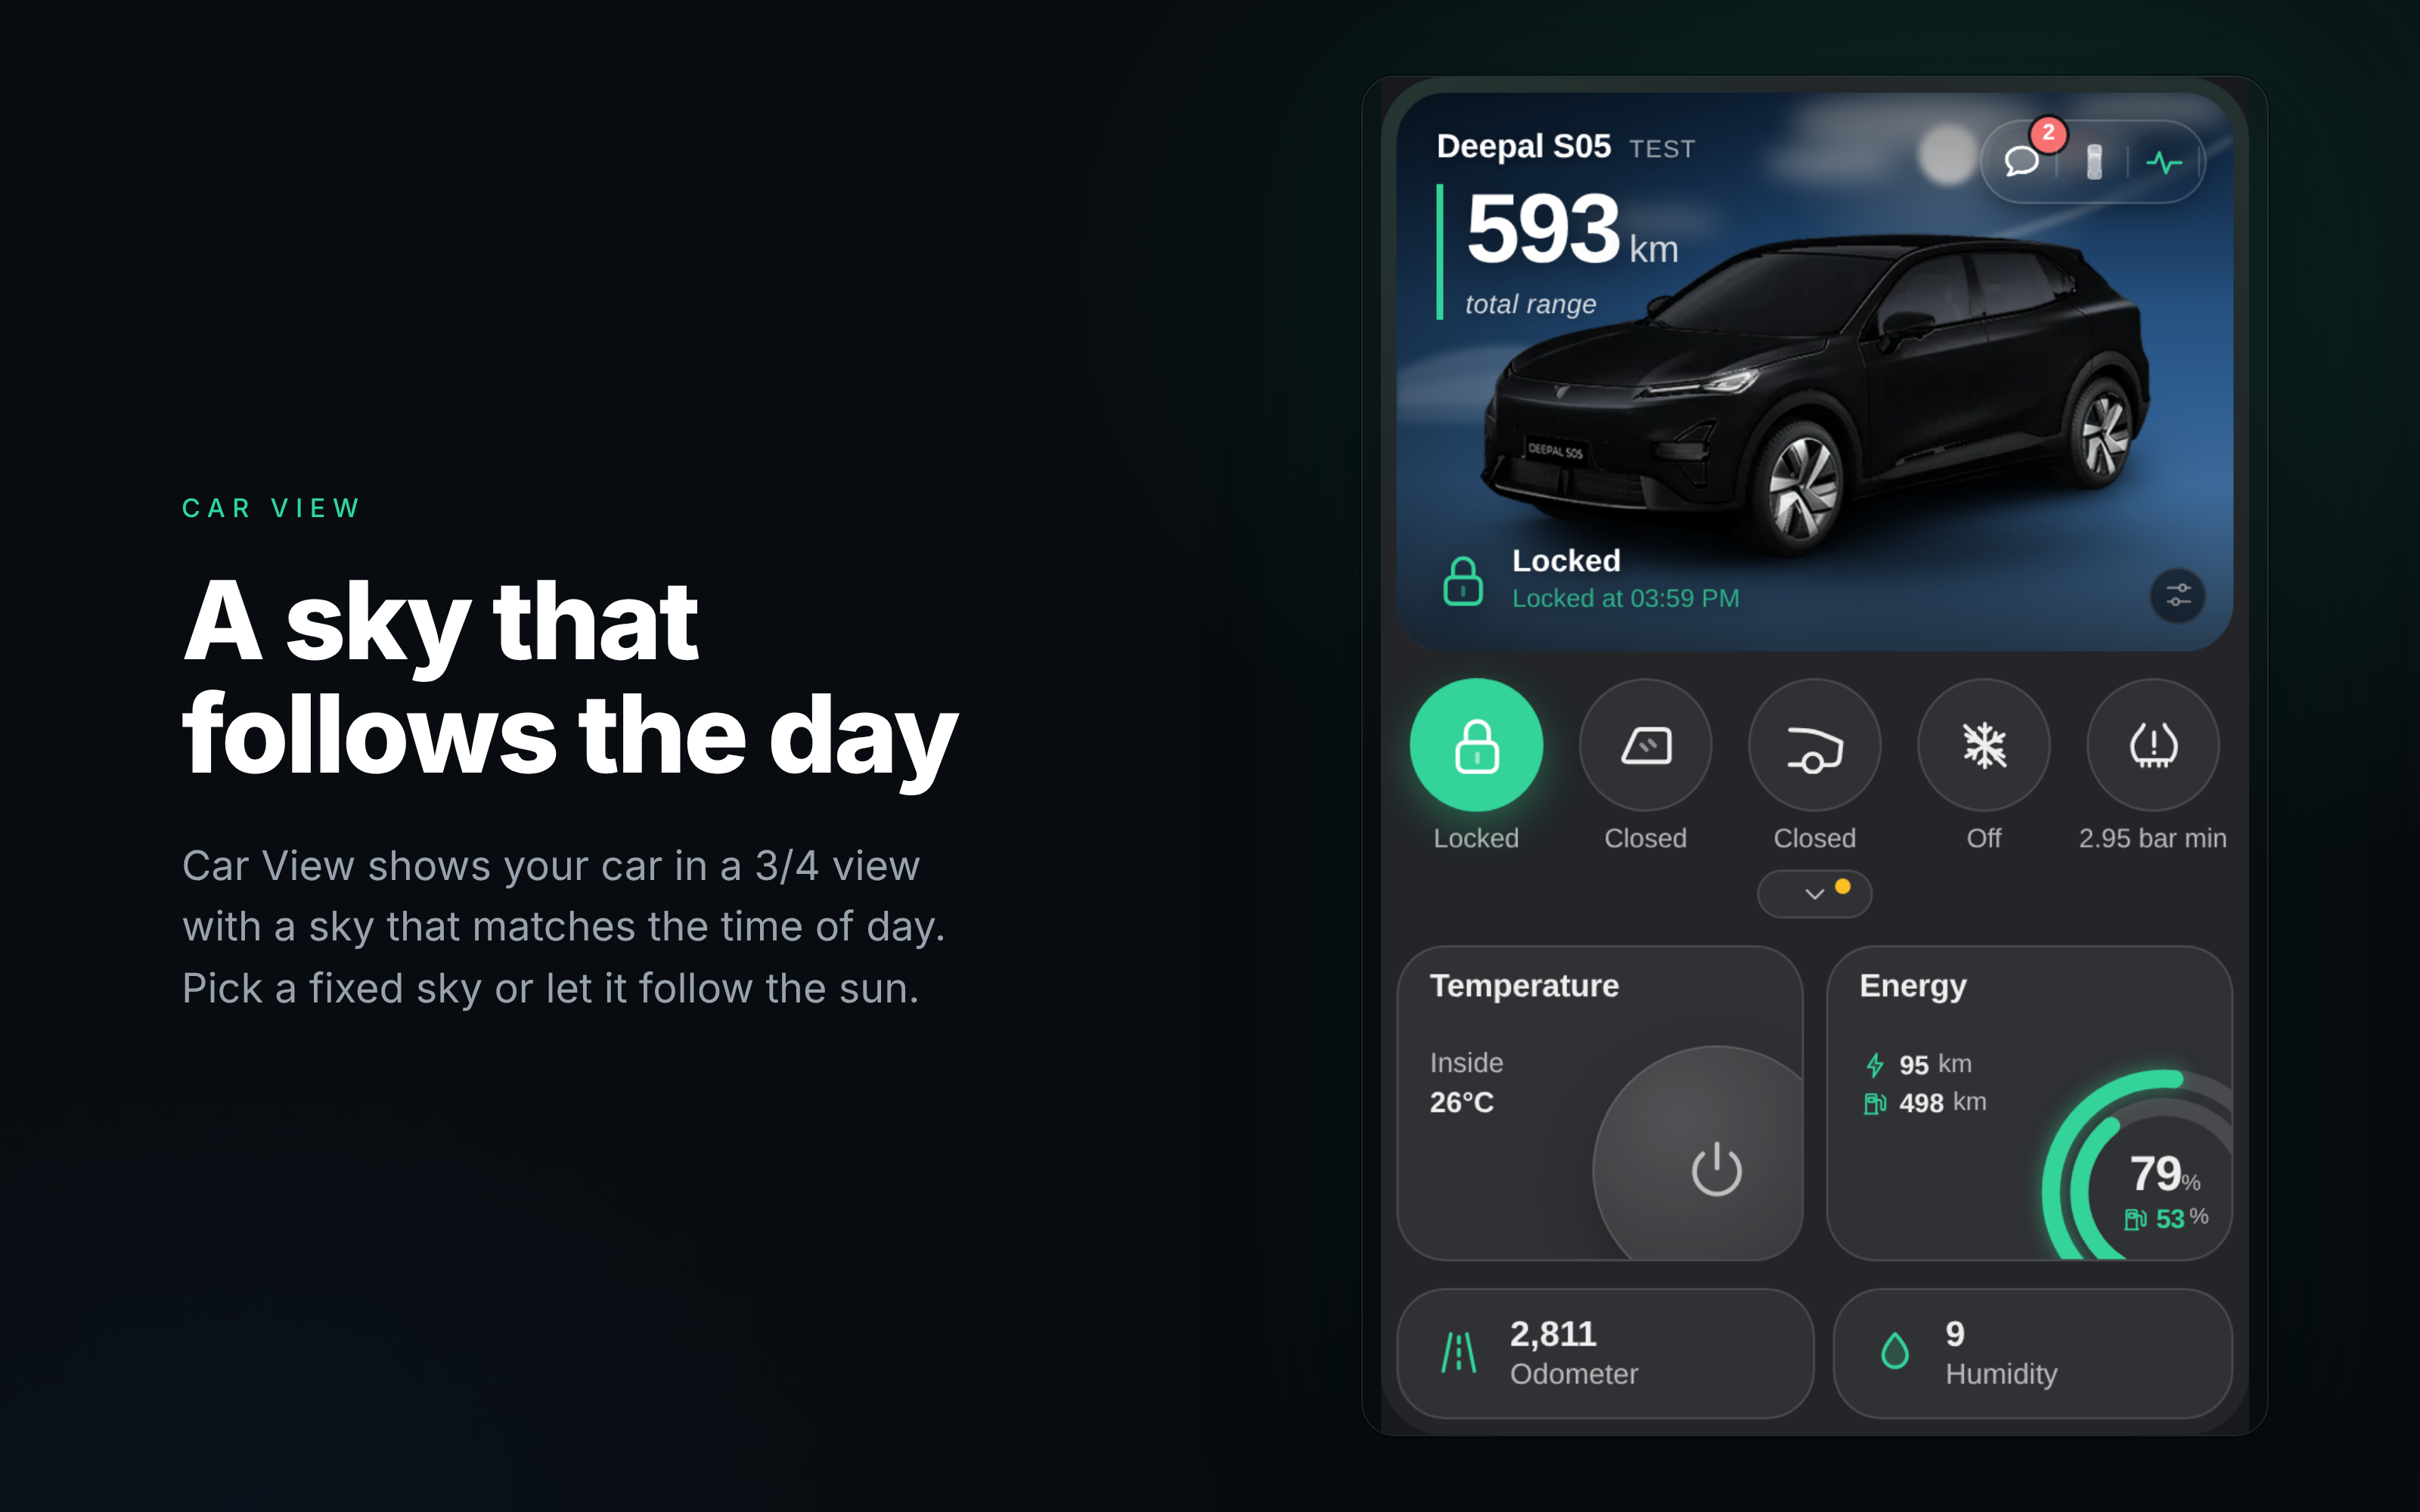 CAR VIEW
A sky that
follows the day
Car View shows your car in a 3/4 view
with a sky that matches the time of day.
Pick a fixed sky or let it follow the sun.
Deepal S05 TEST
2
593 km
total range
DEEPAL S05
Locked
Locked at 03:59 PM
Locked
Closed
Closed
Off
2.95 bar min
Temperature
Inside
26°C
Energy
95 km
498 km
79%
53%
2,811
Odometer
9
Humidity